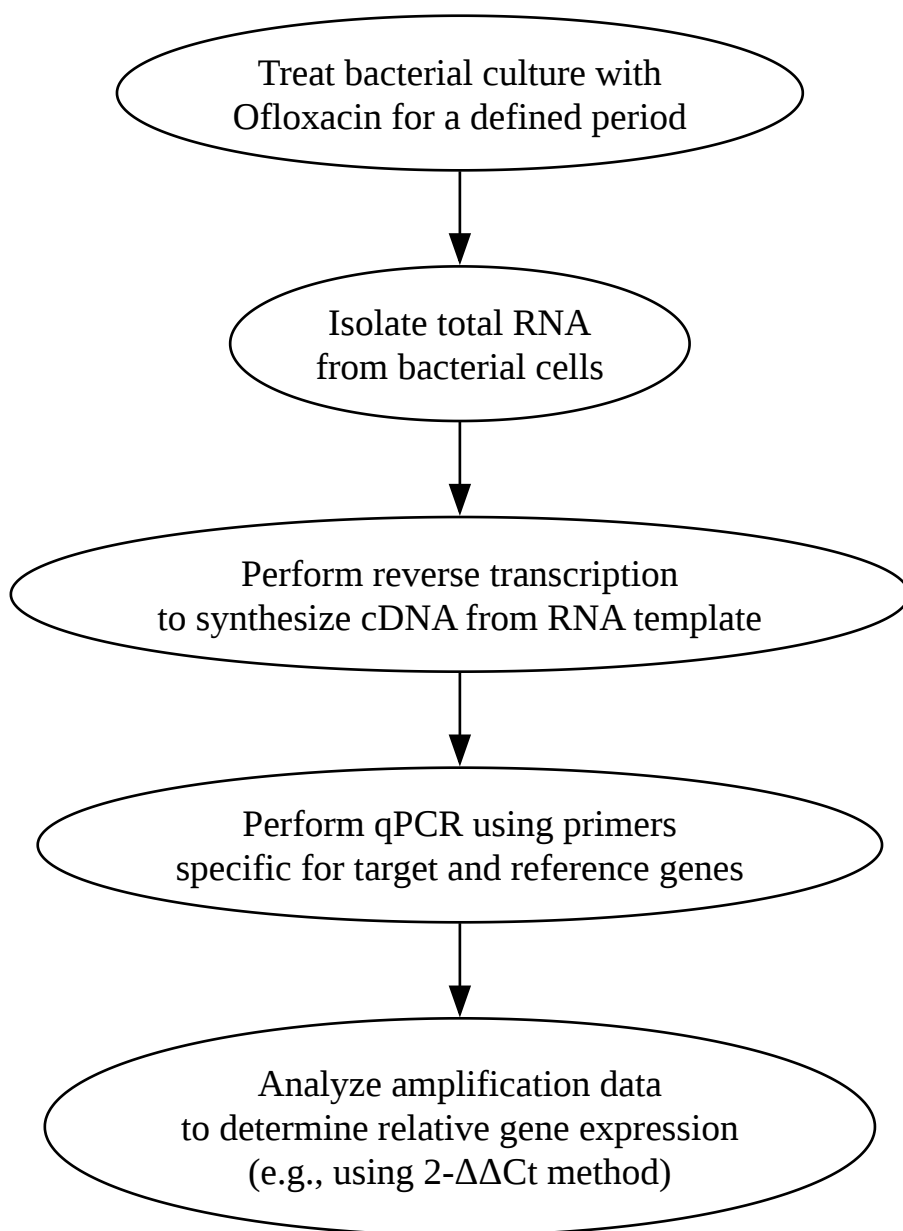 Treat bacterial culture with
Ofloxacin for a defined period
Isolate total RNA
from bacterial cells
Perform reverse transcription
to synthesize cDNA from RNA template
Perform qPCR using primers
specific for target and reference genes
Analyze amplification data
to determine relative gene expression
(e.g., using 2-ΔΔCt method)